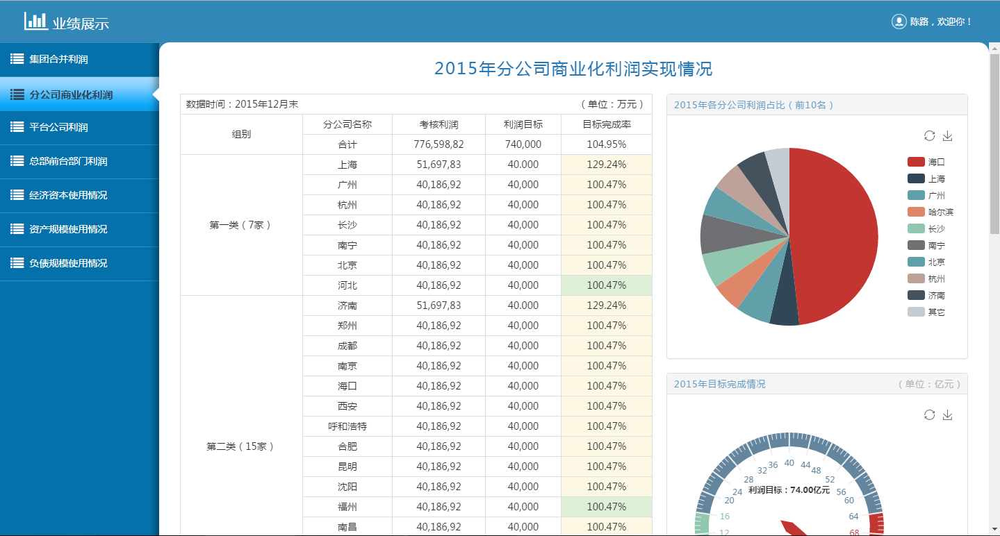 业绩展示
陈路，欢迎你！
集团合并利润
分公司商业化利润
平台公司利润
总部前台部门利润
经济资本使用情况
资产规模使用情况
负债规模使用情况
2015年分公司商业化利润实现情况
数据时间：2015年12月末 （单位：万元）
组别 分公司名称 考核利润 利润目标 目标完成率
合计 776,598,82 740,000 104.95%
第一类（7家） 上海 51,697,83 40.000 129.24%
广州 40,186,92 40,000 100.47%
杭州 40,186,92 40,000 100.47%
长沙 40,186,92 40,000 100.47%
南宁 40,186,92 40,000 100.47%
北京 40,186,92 40,000 100.47%
河北 40,186,92 40,000 100.47%
第二类（15家） 济南 51,697,83 40.000 129.24%
郑州 40,186,92 40,000 100.47%
成都 40,186,92 40,000 100.47%
南京 40,186,92 40,000 100.47%
海口 40,186,92 40,000 100.47%
西安 40,186,92 40,000 100.47%
呼和浩特 40,186,92 40,000 100.47%
合肥 40,186,92 40,000 100.47%
昆明 40,186,92 40,000 100.47%
沈阳 40,186,92 40,000 100.47%
福州 40,186,92 40,000 100.47%
南昌 40,186,92 40,000 100.47%
2015年各分公司利润占比（前10名）
海口
上海
广州
哈尔滨
长沙
南宁
北京
杭州
济南
其它
2015年目标完成情况 （单位：亿元）
12
16
20
24
28
32
36
40
44
48
52
56
60
64
68
利润目标：74.00亿元